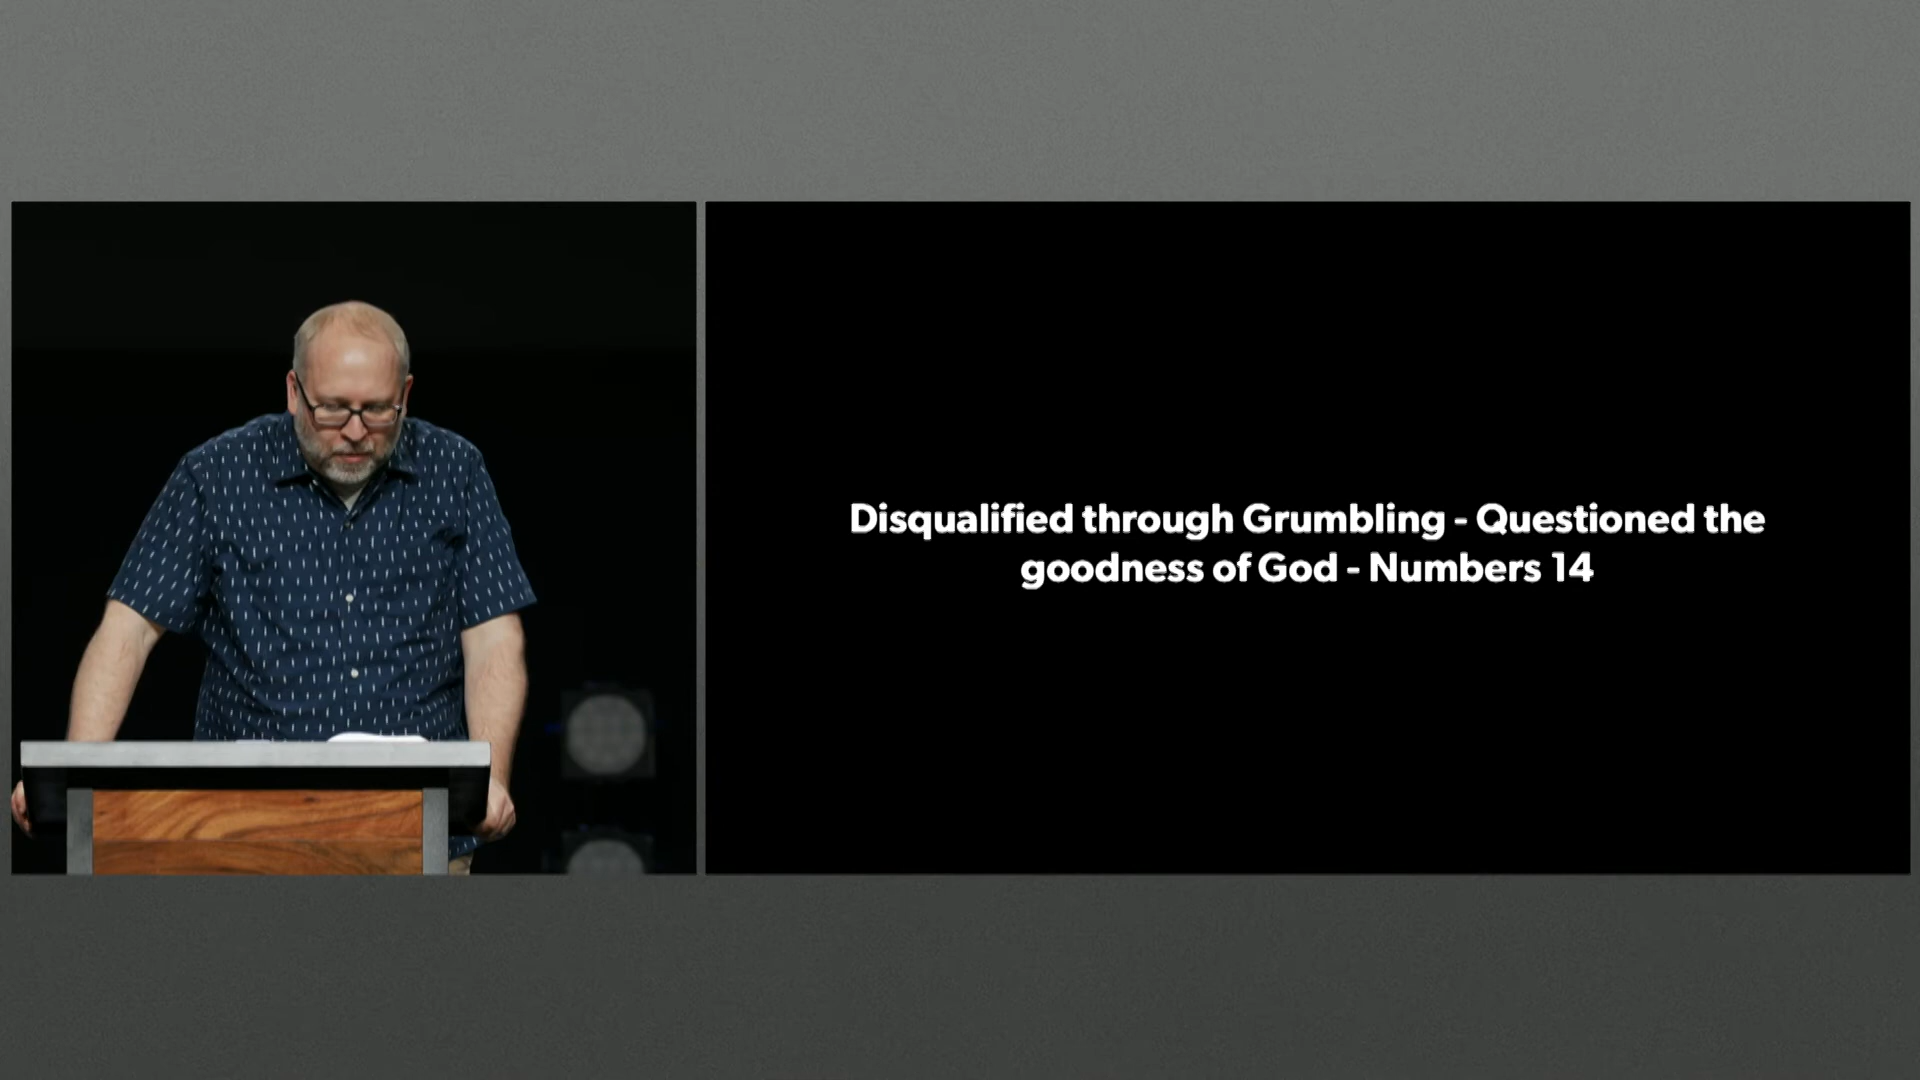 Disqualified through Grumbling - Questioned the
goodness of God - Numbers 14